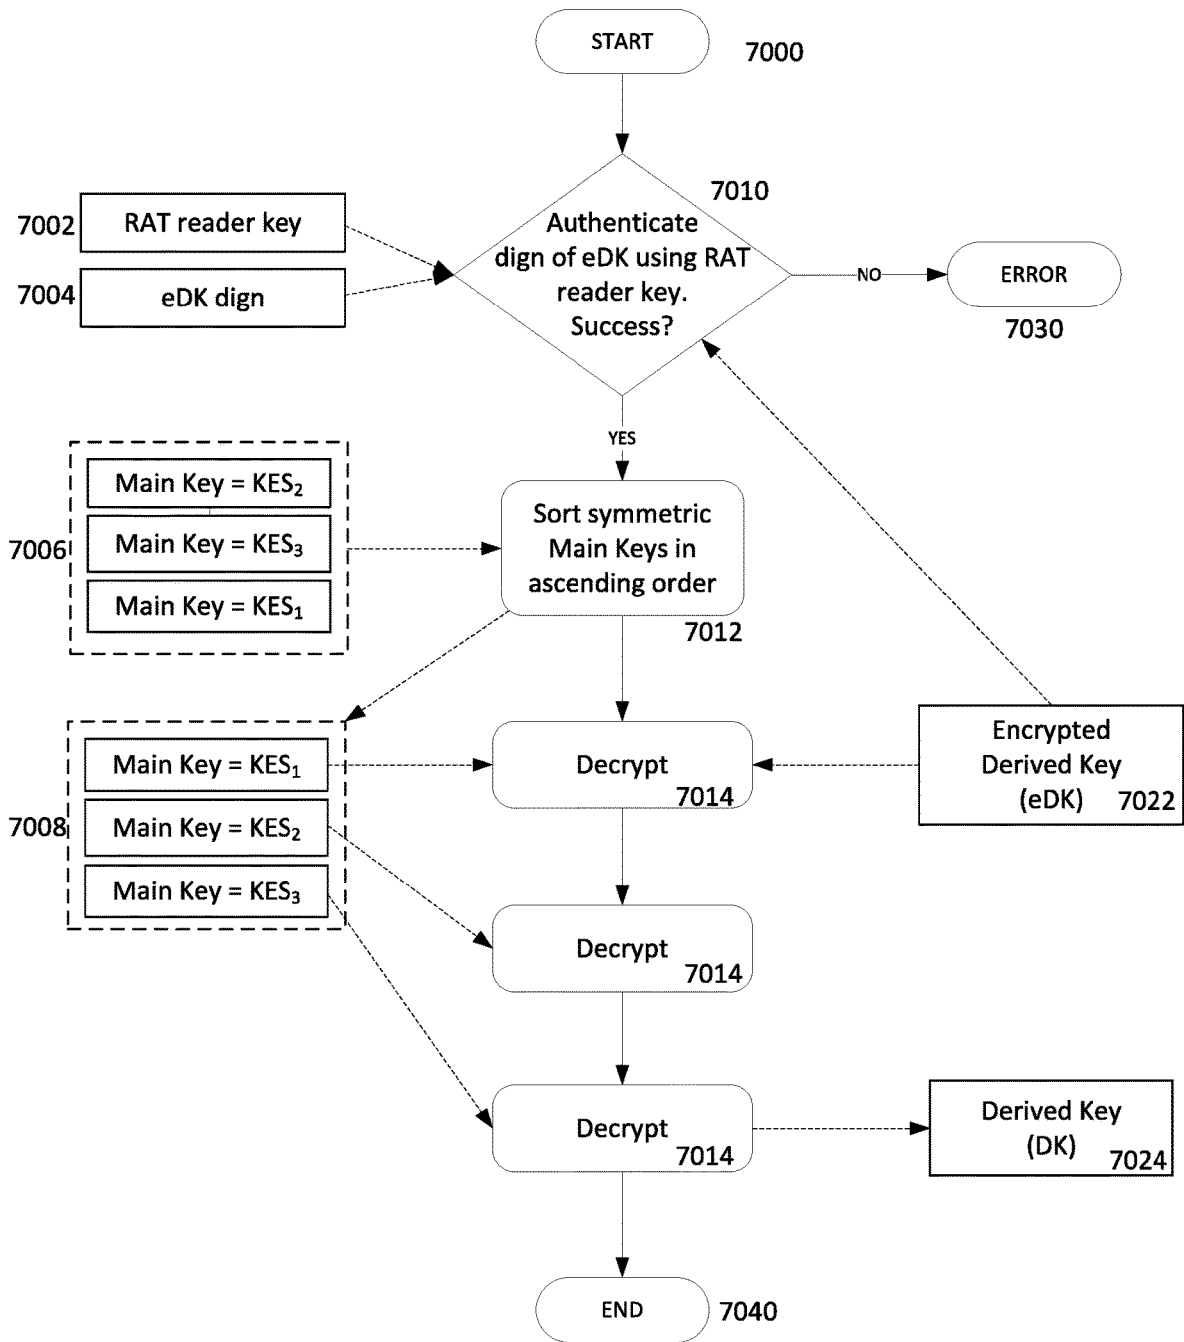 START
7000
7010
Authenticate
dign of eDK using RAT
reader key.
Success?
7002
RAT reader key
7004
eDK dign
NO
ERROR
7030
YES
7006
Main Key = KES₂
Main Key = KES₃
Main Key = KES₁
Sort symmetric
Main Keys in
ascending order
7012
7008
Main Key = KES₁
Main Key = KES₂
Main Key = KES₃
Decrypt
7014
Encrypted
Derived Key
(eDK)
7022
Decrypt
7014
Decrypt
7014
Derived Key
(DK)
7024
END
7040